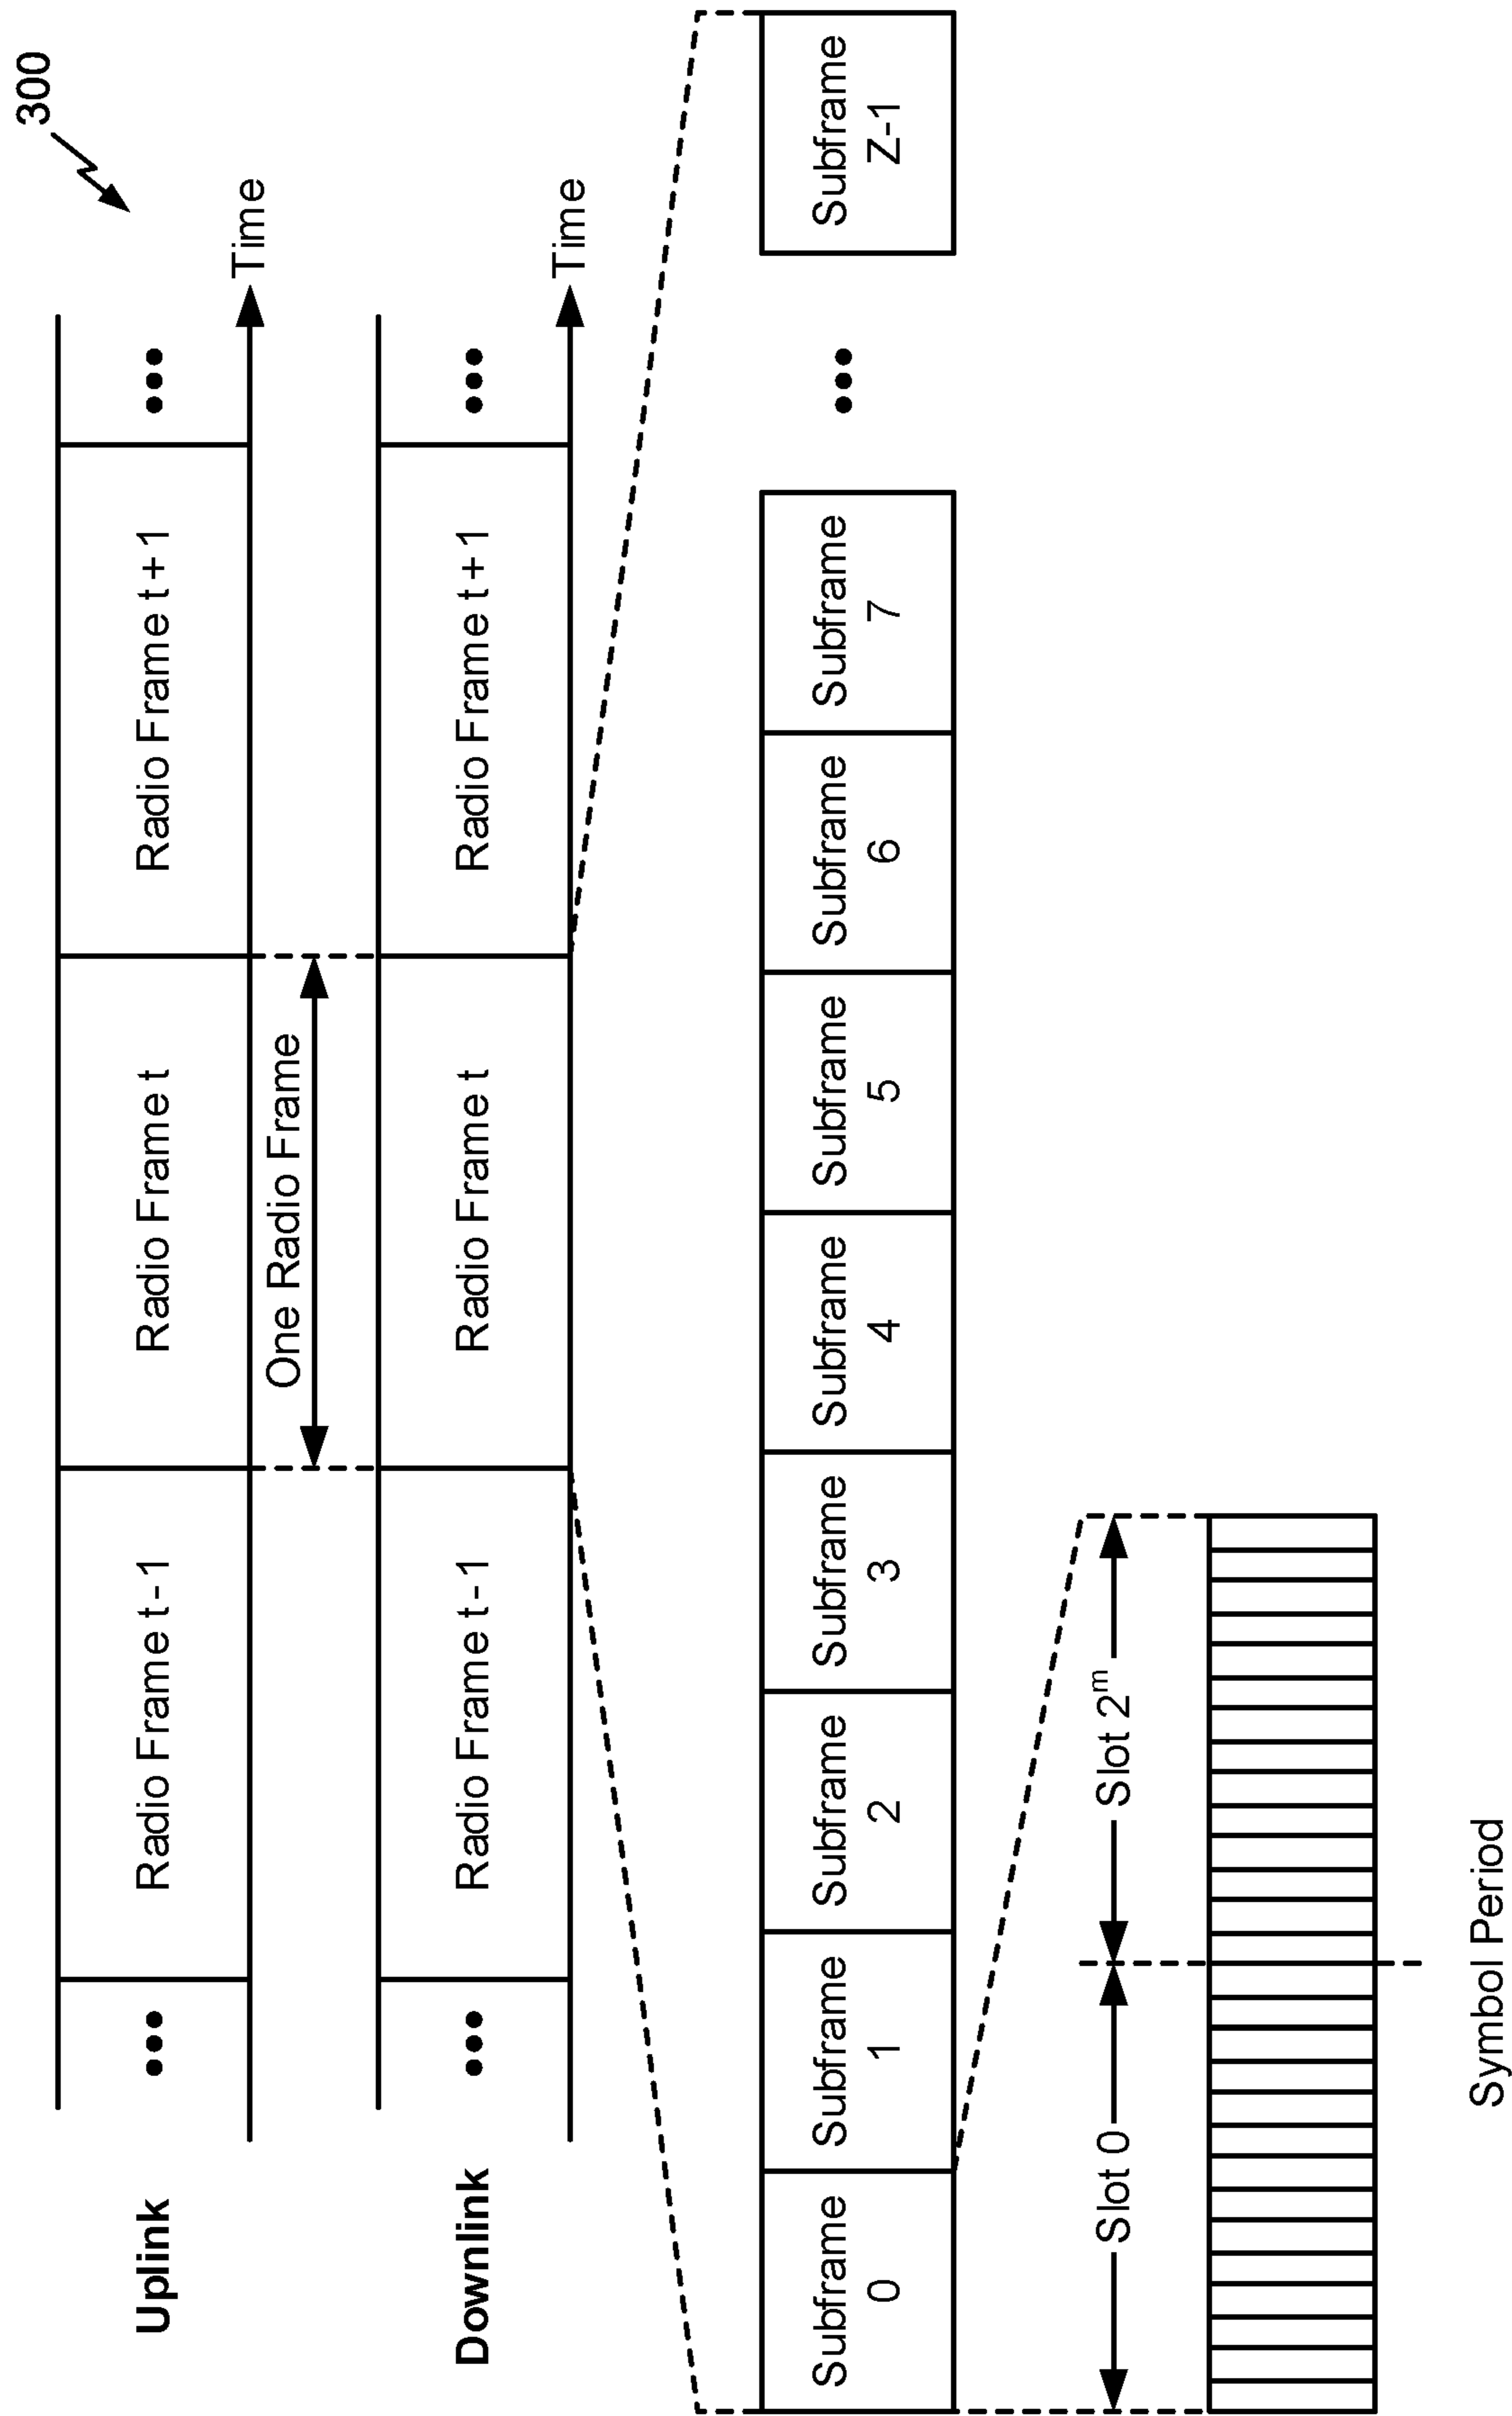 300
Uplink
•••
Radio Frame t-1
Radio Frame t
Radio Frame t+1
•••
Time
One Radio Frame
Downlink
•••
Radio Frame t-1
Radio Frame t
Radio Frame t+1
•••
Time
Subframe
0
Subframe
1
Subframe
2
Subframe
3
Subframe
4
Subframe
5
Subframe
6
Subframe
7
•••
Subframe
Z-1
Slot 0
Slot 2ᵐ
Symbol Period